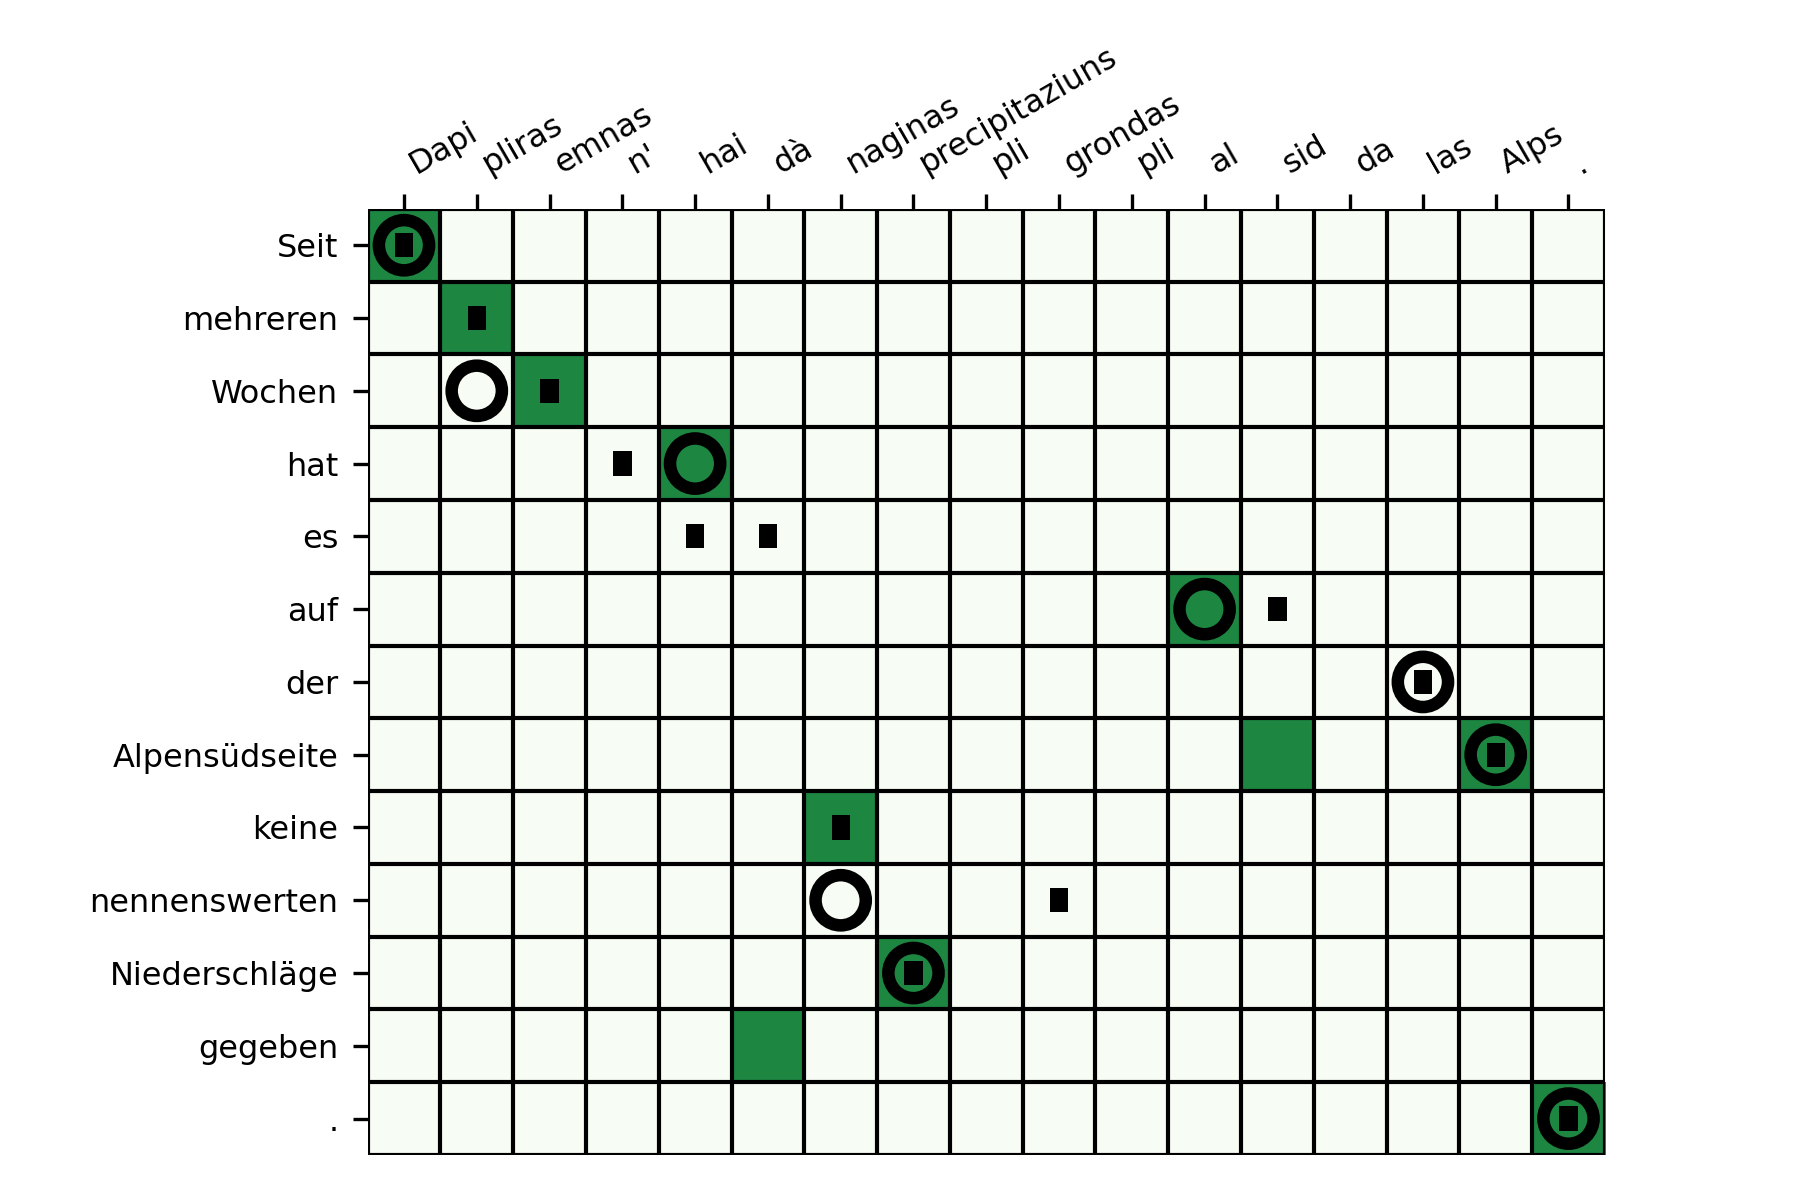 Dapi pliras emnas n' hai dà naginas precipitaziuns pli grondas pli al sid da las Alps .
Seit
mehreren
Wochen
hat
es
auf
der
Alpensüdseite
keine
nennenswerten
Niederschläge
gegeben
.